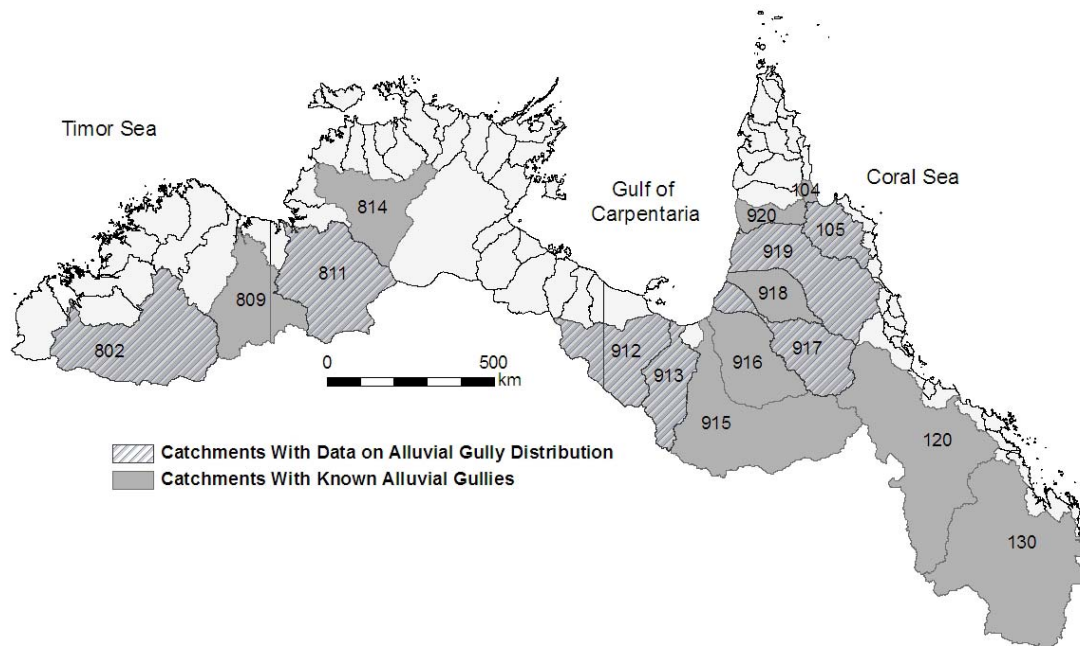 Timor Sea
Gulf of
Carpentaria
Coral Sea
814
104
920
105
919
811
918
809
802
912
913
916
917
915
120
130
0 500
km
Catchments With Data on Alluvial Gully Distribution
Catchments With Known Alluvial Gullies